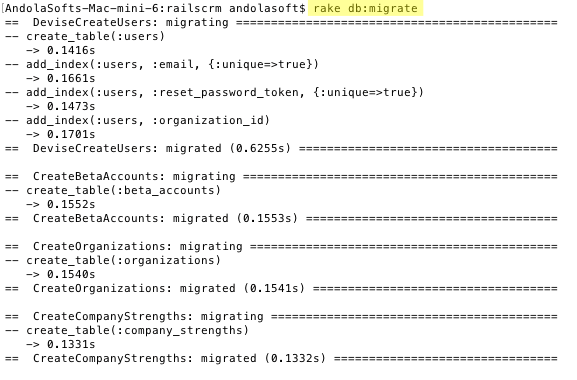 AndolaSofts-Mac-mini-6:railscrm andolasoft$ rake db:migrate
==  DeviseCreateUsers: migrating ==============================================
-- create_table(:users)
   -> 0.1416s
-- add_index(:users, :email, {:unique=>true})
   -> 0.1661s
-- add_index(:users, :reset_password_token, {:unique=>true})
   -> 0.1473s
-- add_index(:users, :organization_id)
   -> 0.1701s
==  DeviseCreateUsers: migrated (0.6255s) =====================================

==  CreateBetaAccounts: migrating =============================================
-- create_table(:beta_accounts)
   -> 0.1552s
==  CreateBetaAccounts: migrated (0.1553s) ====================================

==  CreateOrganizations: migrating ============================================
-- create_table(:organizations)
   -> 0.1540s
==  CreateOrganizations: migrated (0.1541s) ===================================

==  CreateCompanyStrengths: migrating =========================================
-- create_table(:company_strengths)
   -> 0.1331s
==  CreateCompanyStrengths: migrated (0.1332s) ================================